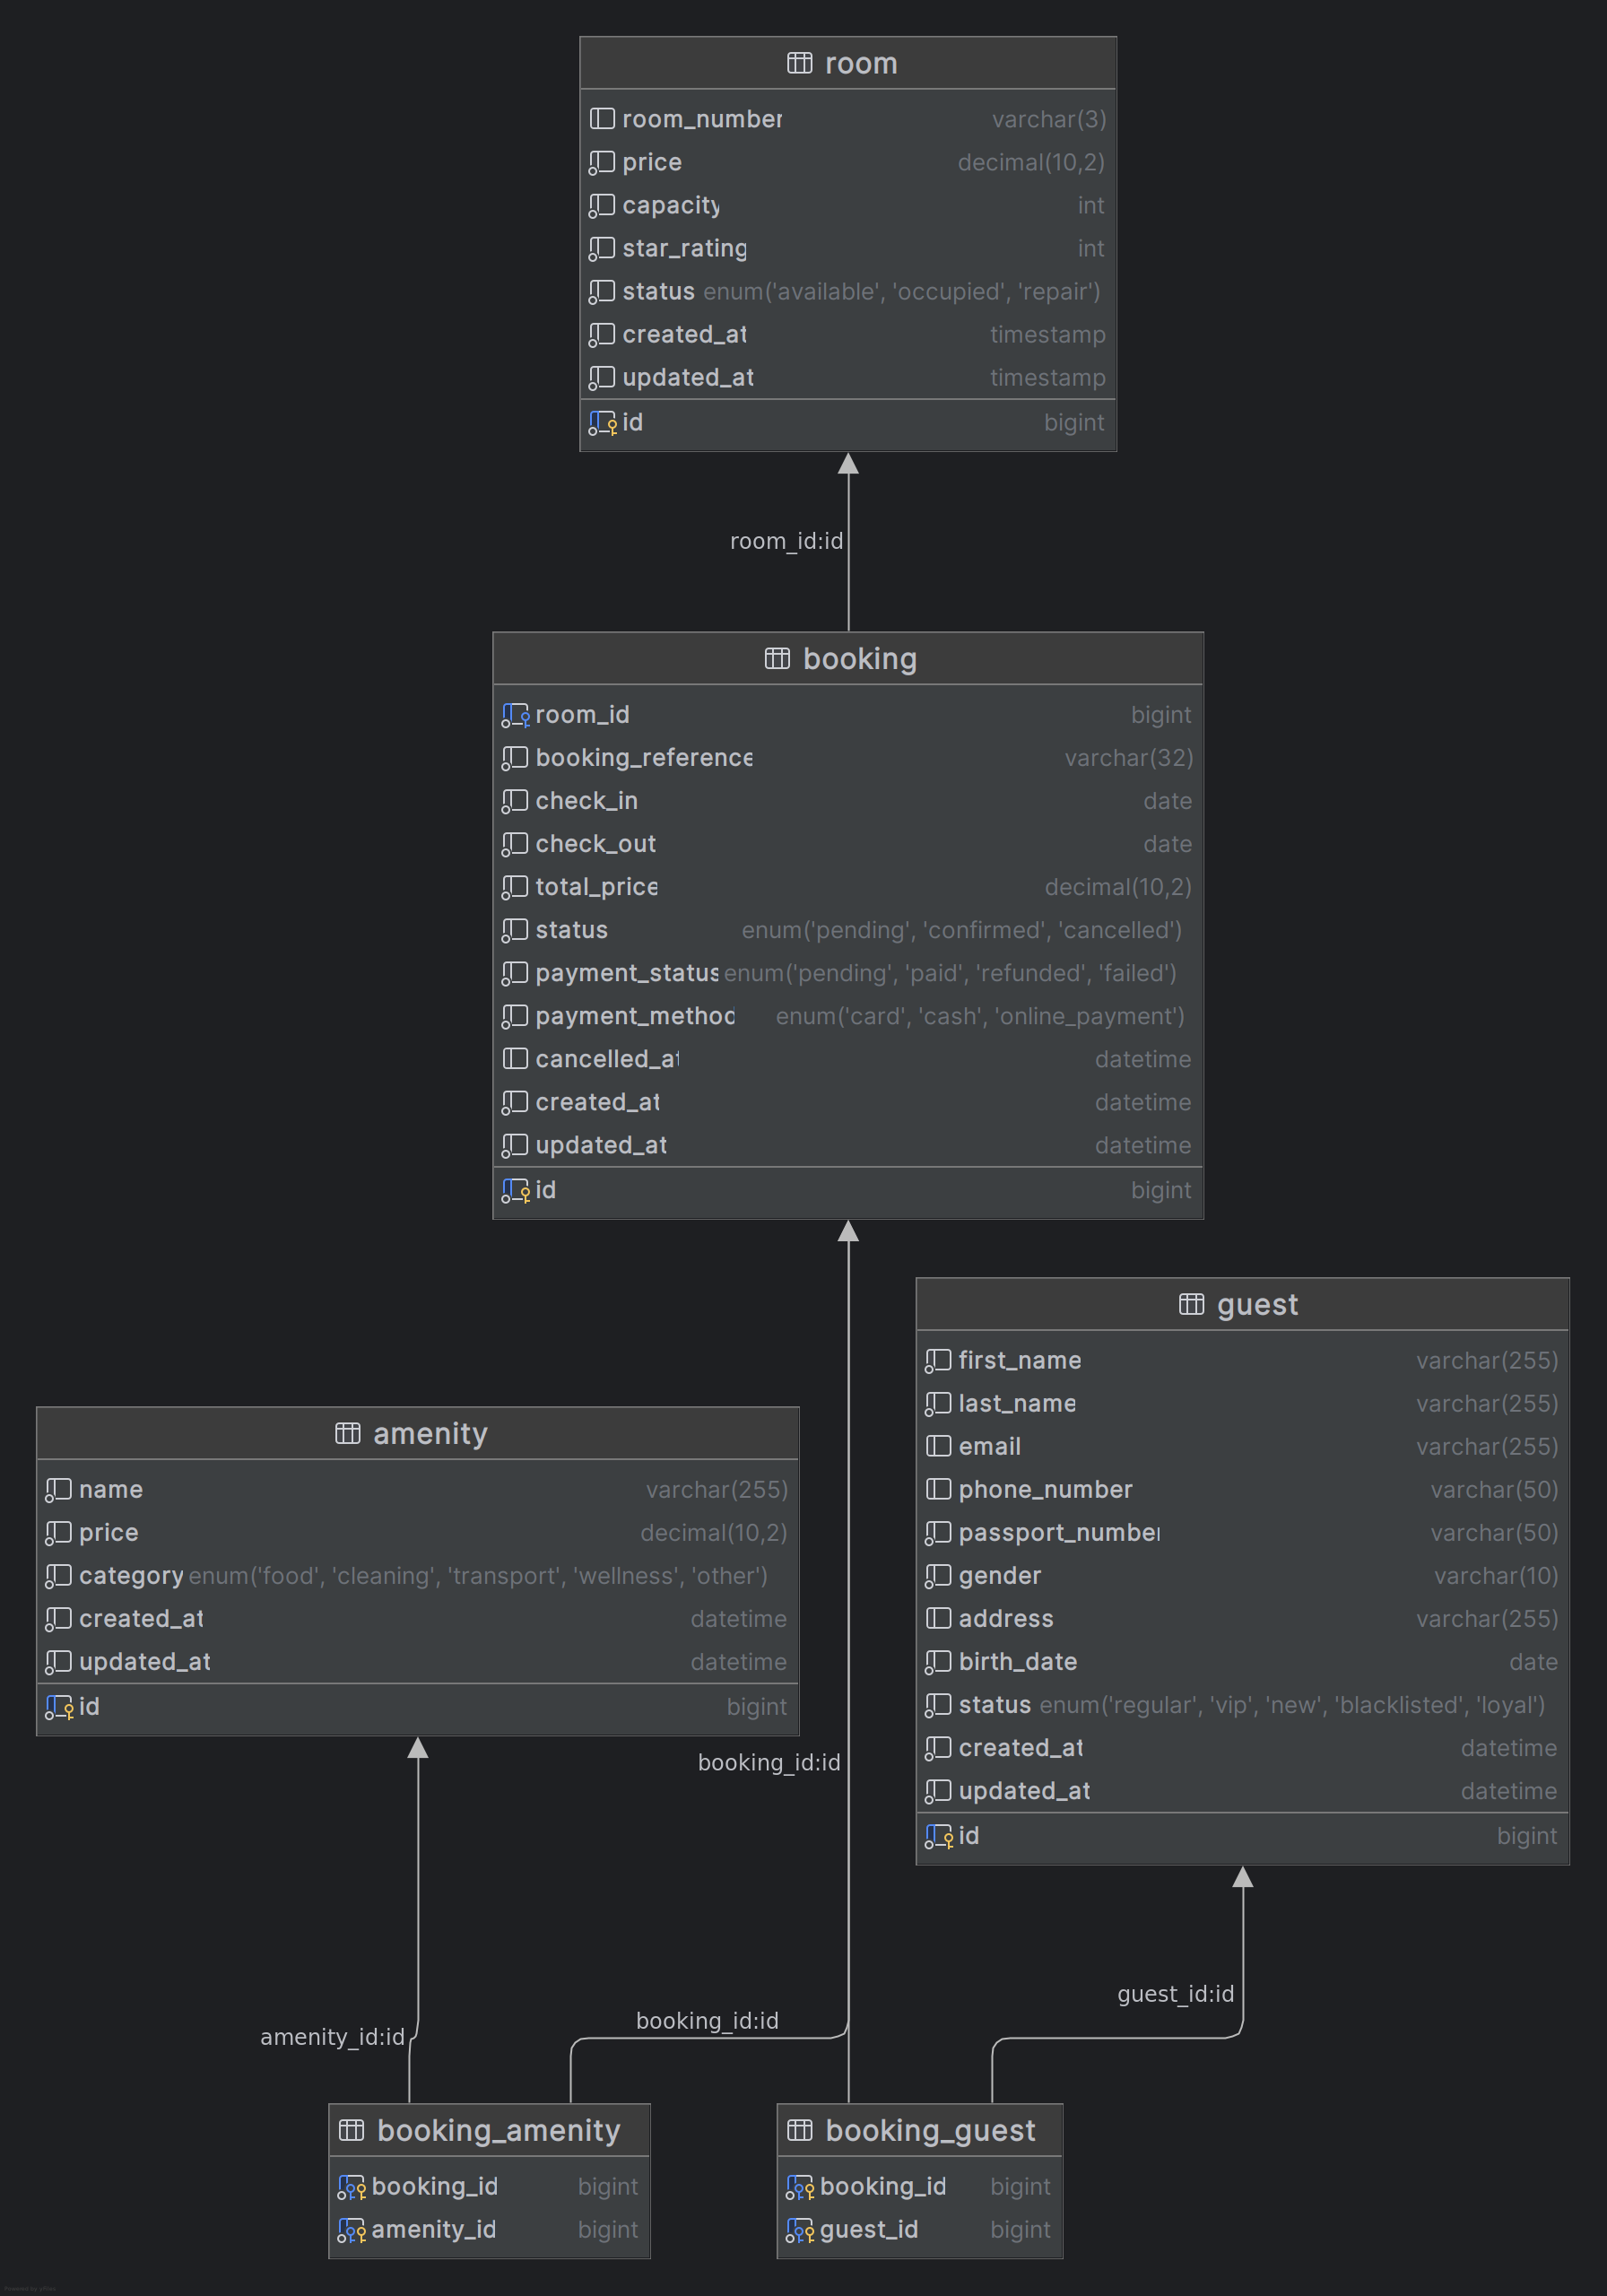 room
room_number varchar(3)
price decimal(10,2)
capacity int
star_rating int
status enum('available', 'occupied', 'repair')
created_at timestamp
updated_at timestamp
id bigint
room_id:id
booking
room_id bigint
booking_reference varchar(32)
check_in date
check_out date
total_price decimal(10,2)
status enum('pending', 'confirmed', 'cancelled')
payment_status enum('pending', 'paid', 'refunded', 'failed')
payment_method enum('card', 'cash', 'online_payment')
cancelled_at datetime
created_at datetime
updated_at datetime
id bigint
guest
first_name varchar(255)
last_name varchar(255)
email varchar(255)
phone_number varchar(50)
passport_number varchar(50)
gender varchar(10)
address varchar(255)
birth_date date
status enum('regular', 'vip', 'new', 'blacklisted', 'loyal')
created_at datetime
updated_at datetime
id bigint
amenity
name varchar(255)
price decimal(10,2)
category enum('food', 'cleaning', 'transport', 'wellness', 'other')
created_at datetime
updated_at datetime
id bigint
booking_id:id
guest_id:id
booking_id:id
amenity_id:id
booking_amenity
booking_id bigint
amenity_id bigint
booking_guest
booking_id bigint
guest_id bigint
Powered by yFiles